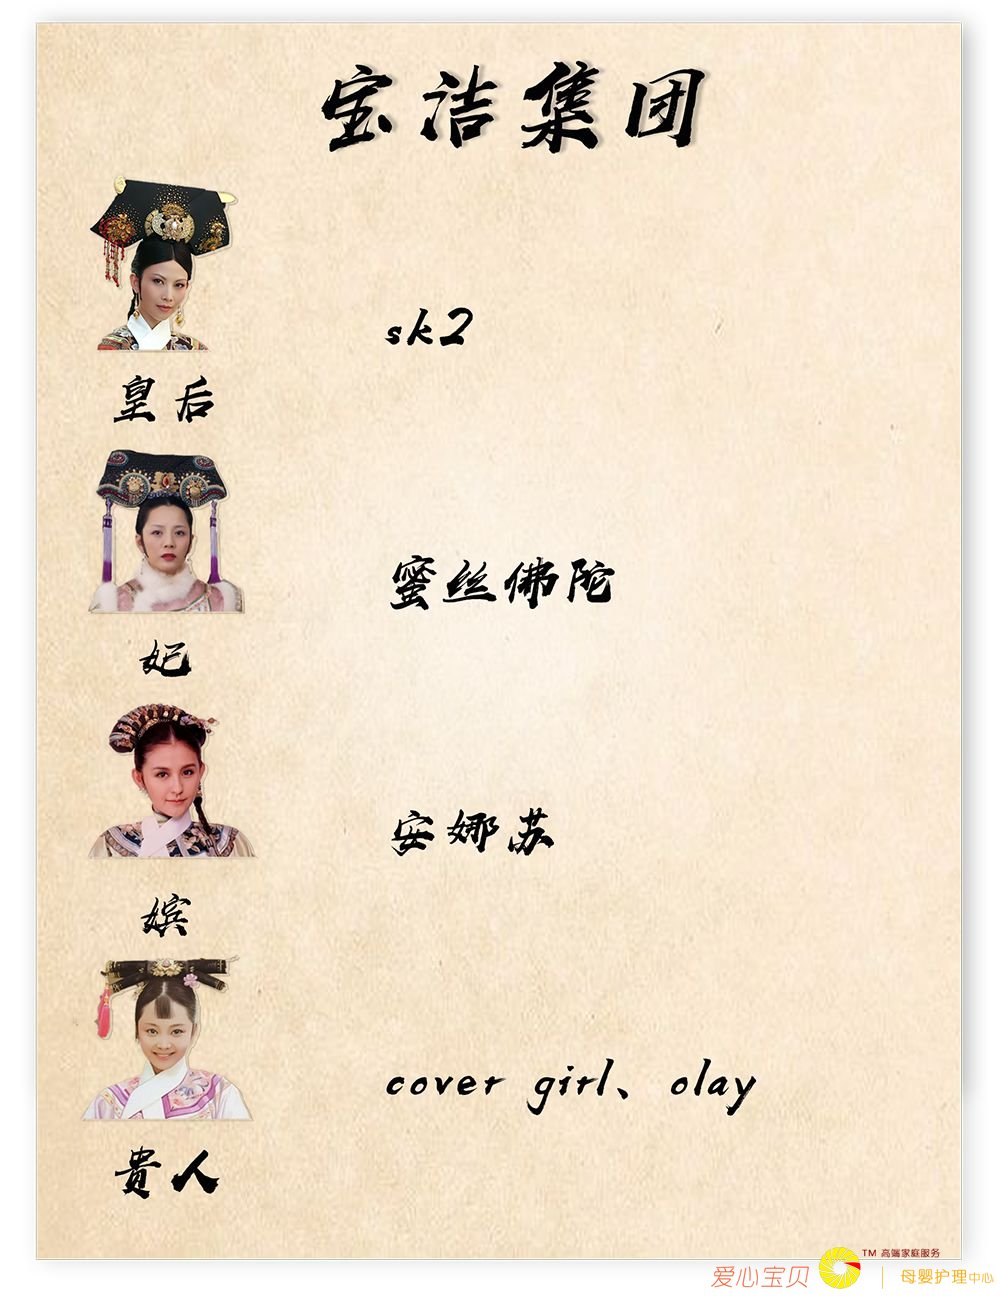 宝洁集团
sk2
皇后
蜜丝佛陀
妃
安娜苏
嫔
cover girl、olay
贵人
TM 高端家庭服务
爱心宝贝 | 母婴护理中心